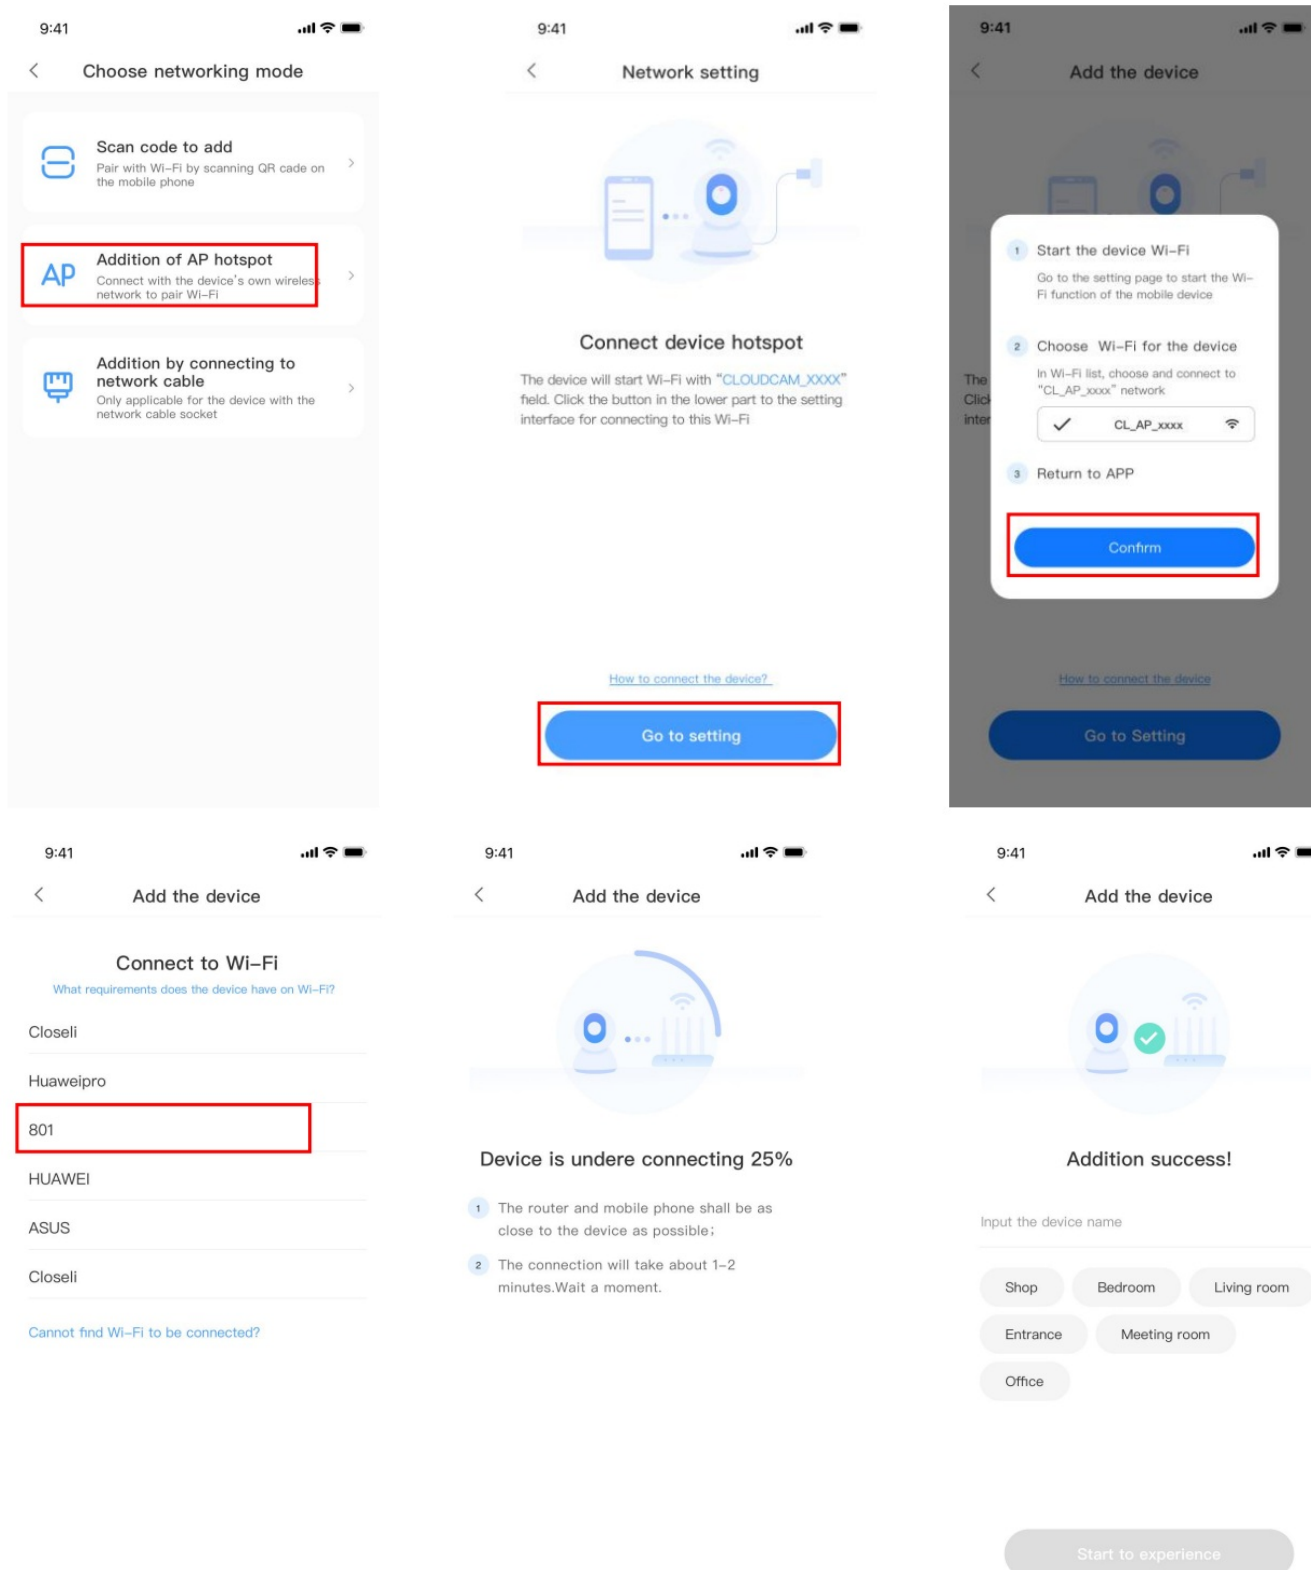 9:41
Choose networking mode
Scan code to add
Pair with Wi-Fi by scanning QR cade on
the mobile phone
AP
Addition of AP hotspot
Connect with the device's own wireless
network to pair Wi-Fi
Addition by connecting to
network cable
Only applicable for the device with the
network cable socket
9:41
Network setting
Connect device hotspot
The device will start Wi-Fi with “CLOUDCAM_XXXX”
field. Click the button in the lower part to the setting
interface for connecting to this Wi-Fi
How to connect the device?
Go to setting
9:41
Add the device
1 Start the device Wi-Fi
Go to the setting page to start the Wi-
Fi function of the mobile device
2 Choose Wi-Fi for the device
In Wi-Fi list, choose and connect to
“CL_AP_xxxx” network
CL_AP_xxxx
3 Return to APP
Confirm
The
Click
inter
How to connect the device
Go to Setting
9:41
Add the device
Connect to Wi-Fi
What requirements does the device have on Wi-Fi?
Closeli
Huaweipro
801
HUAWEI
ASUS
Closeli
Cannot find Wi-Fi to be connected?
9:41
Add the device
Device is undere connecting 25%
1 The router and mobile phone shall be as
close to the device as possible;
2 The connection will take about 1-2
minutes.Wait a moment.
9:41
Add the device
Addition success!
Input the device name
Shop Bedroom Living room
Entrance Meeting room
Office
Start to experience